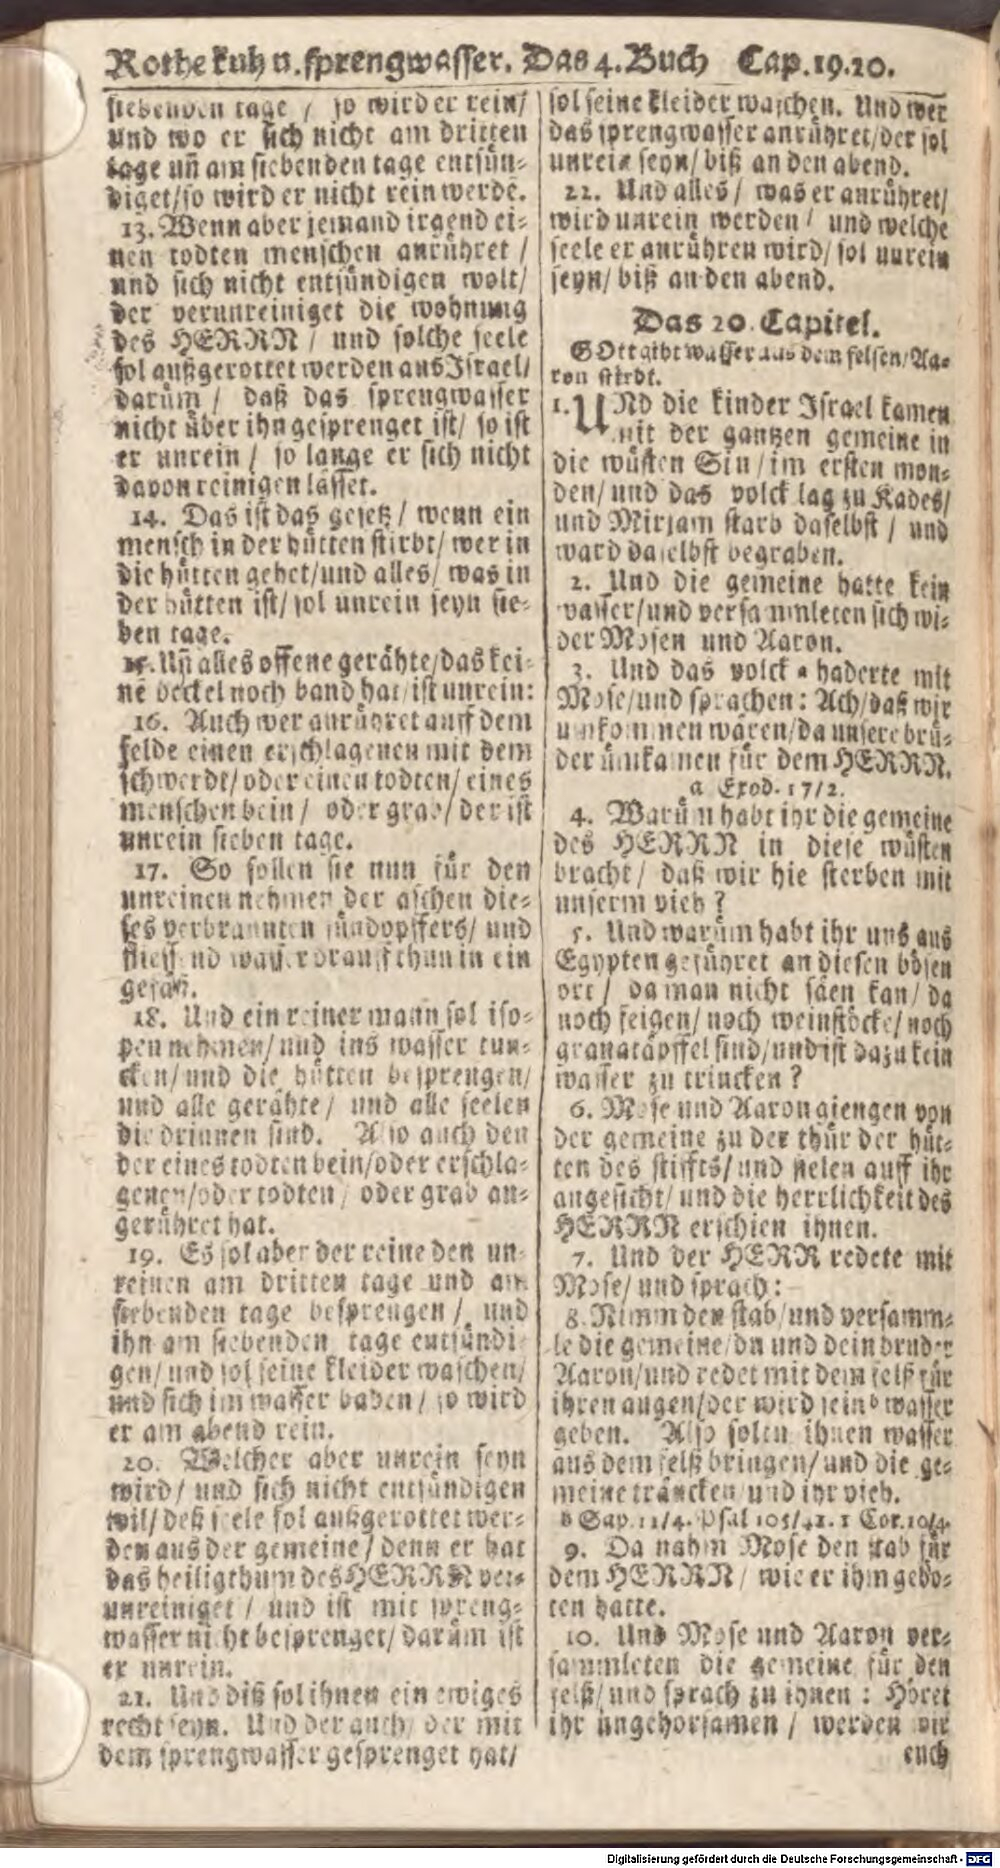 Rothe kuh u. sprengwasser. Das 4. Buch Cap. 19.20.
siebenden tage / so wird er rein/
und wo er sich nicht am dritten
tage uñ am siebenden tage entsün-
diget/so wird er nicht rein werdē.
13. Wenn aber jemand irgend ei-
nen todten menschen anrühret /
und sich nicht entsündigen wolt/
der verunreiniget die wohnung
des HERRN / und solche seele
sol außgerottet werden aus Israel/
darüm / daß das sprengwasser
nicht über ihn gesprenget ist/ so ist
er unrein / so lange er sich nicht
davon reinigen lässet.
14. Das ist das gesetz / wenn ein
mensch in der hütten stirbt/ wer in
die hütten gehet/und alles/ was in
der hütten ist/ sol unrein seyn sie-
ben tage.
15. Uñ alles offene gerähte/das kei-
nē deckel noch band hat/ist unrein:
16. Auch wer anrühret auff dem
felde einen erschlagenen mit dem
schwerdt/ oder einen todten/ eines
menschen bein / oder grab/ der ist
unrein sieben tage.
17. So sollen sie nun für den
unreinen nehmen der aschen die-
ses verbrannten sündopffers/ und
fliessend wasser drauff thun in ein
gefäß.
18. Und ein reiner mann sol iso-
pen nehmen/ und ins wasser tun-
cken/ und die hütten besprengen/
und alle gerähte/ und alle seelen
die drinnen sind. Also auch den
der eines todten bein/oder erschla-
genen/oder todten / oder grab an-
gerühret hat.
19. Es sol aber der reine den un-
reinen am dritten tage und am
siebenden tage besprengen / und
ihn am siebenden tage entsündi-
gen/ und sol seine kleider waschen/
und sich im wasser baden / so wird
er am abend rein.
20. Welcher aber unrein seyn
wird/ und sich nicht entsündigen
wil/ deß seele sol außgerottet wer-
den aus der gemeine / denn er hat
das heiligthum des HERRN ver-
unreiniget / und ist mit spreng-
wasser nicht besprenget/ darüm ist
er unrein.
21. Und diß sol ihnen ein ewiges
recht seyn. Und der auch/ der mit
dem sprengwasser gesprenget hat/
sol seine kleider waschen. Und wer
das sprengwasser anrühret/der sol
unrein seyn/ biß an den abend.
22. Und alles / was er anrühret/
wird unrein werden / und welche
seele er anrühren wird/ sol unrein
seyn/ biß an den abend.
Das 20. Capitel.
GOtt gibt wasser aus dem felsen/Aa-
ron stirbt.
1. UNd die kinder Israel kamen
mit der gantzen gemeine in
die wüsten Sin / im ersten mon-
den/ und das volck lag zu Kades/
und Mirjam starb daselbst / und
ward daselbst begraben.
2. Und die gemeine hatte kein
wasser/und versammleten sich wi-
der Mosen und Aaron.
3. Und das volck a haderte mit
Mose/und sprachen: Ach/daß wir
umkommen wären/da unsere brü-
der ümkamen für dem HERRN.
a Exod. 17/2.
4. Warüm habt ihr die gemeine
des HERRN in diese wüsten
bracht/ daß wir hie sterben mit
unserm vieh?
5. Und warüm habt ihr uns aus
Egypten geführet an diesen bösen
ort / da man nicht säen kan/ da
noch feigen/ noch weinstöcke/ noch
granatäpffel sind/und ist dazu kein
wasser zu trincken?
6. Mose und Aaron giengen von
der gemeine zu der thür der hüt-
ten des stiffts/ und fielen auff ihr
angesicht/ und die herrlichkeit des
HERRN erschien ihnen.
7. Und der HERR redete mit
Mose/ und sprach:
8. Nimm den stab/und versamm-
le die gemeine/du und dein bruder
Aaron/und redet mit dem felß für
ihren augen/der wird sein b wasser
geben. Also solen ihnen wasser
aus dem felß bringen/ und die ge-
meine träncken/ und ihr vieh.
b Sap. 11/4. Psal 105/41. 1 Cor. 10/4.
9. Da nahm Mose den stab für
dem HERRN / wie er ihm gebo-
ten hatte.
10. Und Mose und Aaron ver-
sammleten die gemeine für den
felß/ und sprach zu ihnen: Höret
ihr ungehorsamen / werden wir
euch
Digitalisierung gefördert durch die Deutsche Forschungsgemeinschaft - DFG